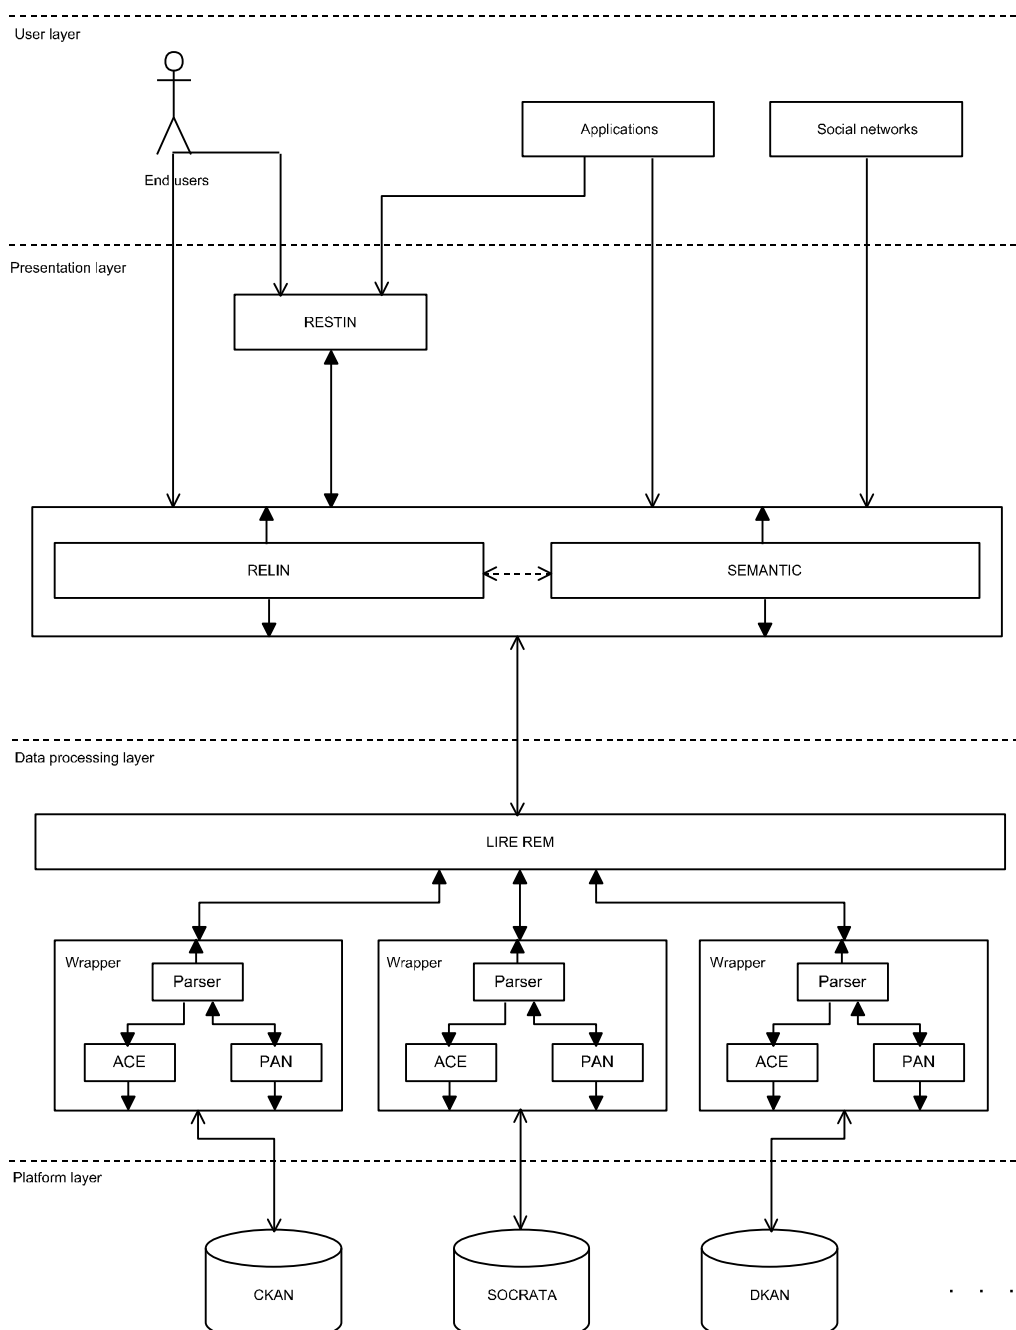 User layer
End users
Applications
Social networks
Presentation layer
RESTIN
RELIN
SEMANTIC
Data processing layer
LIRE REM
Wrapper
Parser
ACE
PAN
Wrapper
Parser
ACE
PAN
Wrapper
Parser
ACE
PAN
Platform layer
CKAN
SOCRATA
DKAN
. . .